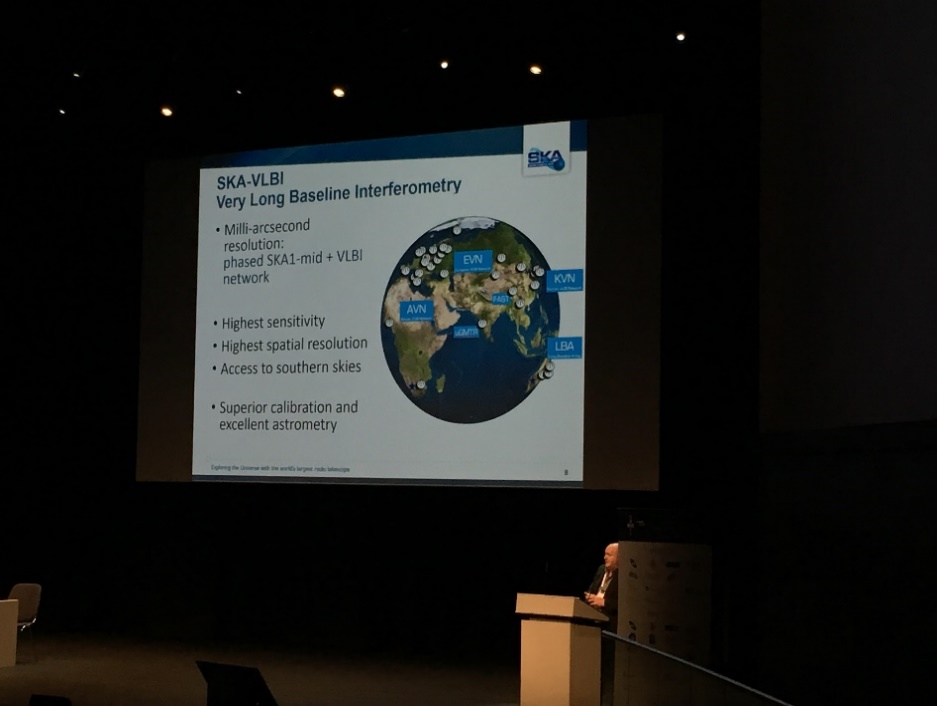 SKA
SKA-VLBI
Very Long Baseline Interferometry
• Milli-arcsecond
resolution:
phased SKA1-mid + VLBI
network
• Highest sensitivity
• Highest spatial resolution
• Access to southern skies
• Superior calibration and
excellent astrometry
EVN
KVN
FAST
AVN
uGMTB
LBA
Exploring the Universe with the world's largest radio telescope
8